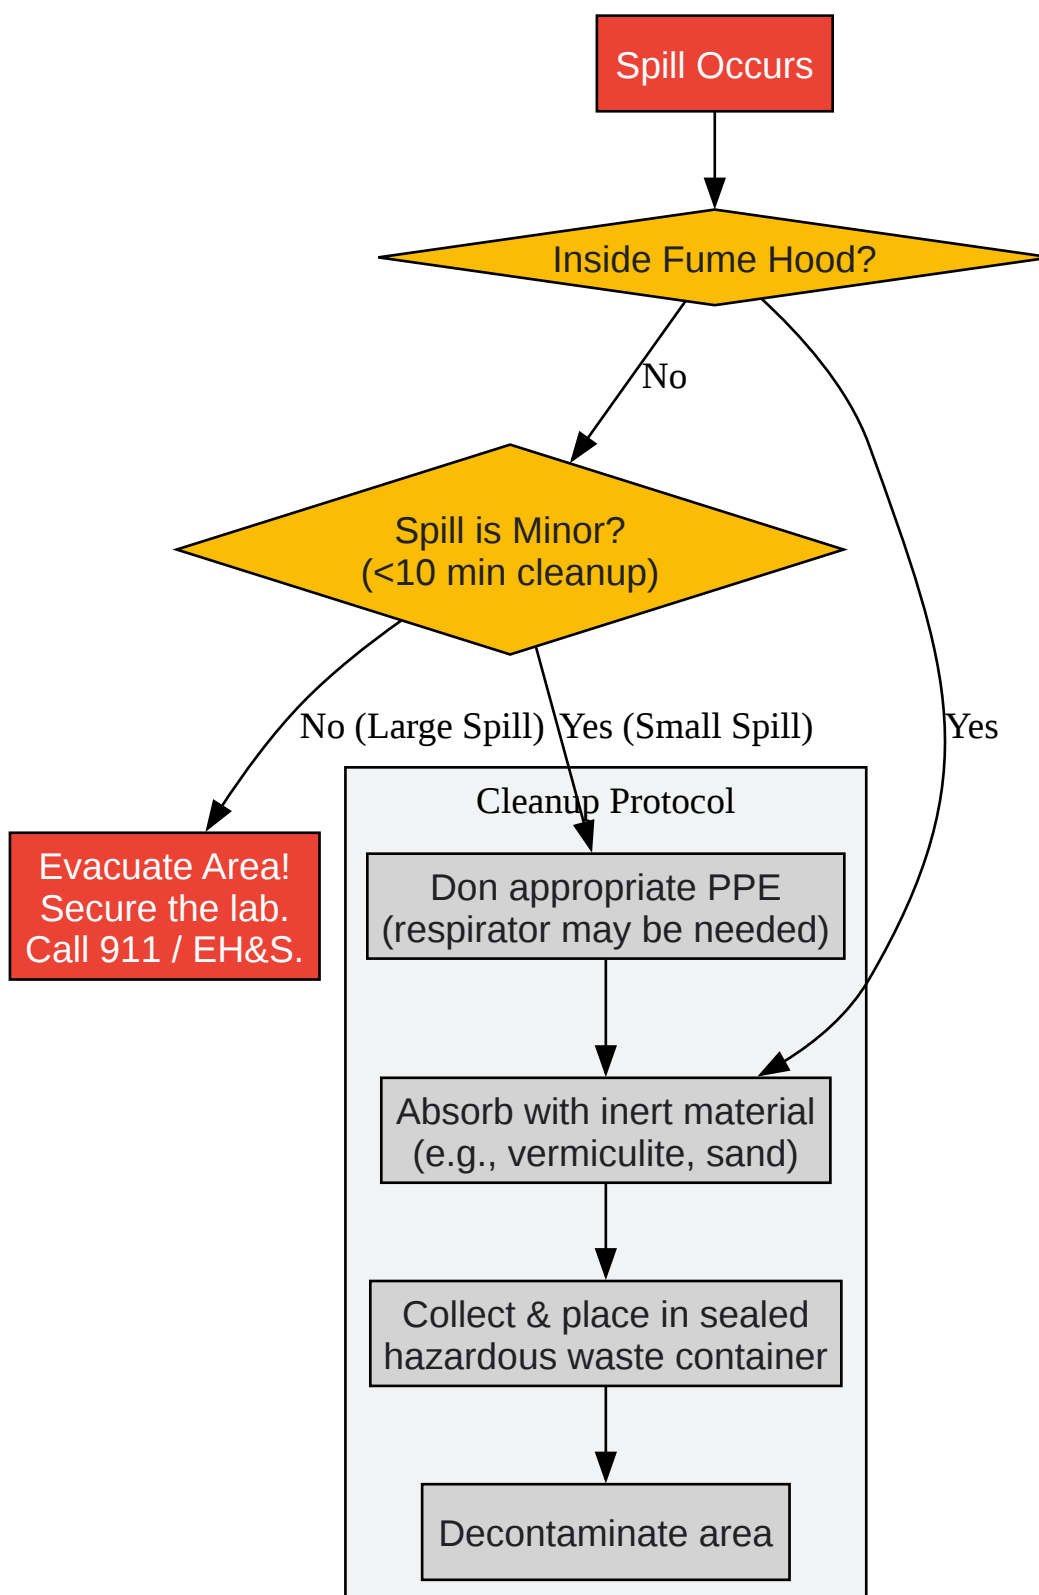 Spill Occurs
Inside Fume Hood?
No
Spill is Minor?
(<10 min cleanup)
No (Large Spill)
Yes (Small Spill)
Yes
Cleanup Protocol
Evacuate Area!
Secure the lab.
Call 911 / EH&S.
Don appropriate PPE
(respirator may be needed)
Absorb with inert material
(e.g., vermiculite, sand)
Collect & place in sealed
hazardous waste container
Decontaminate area